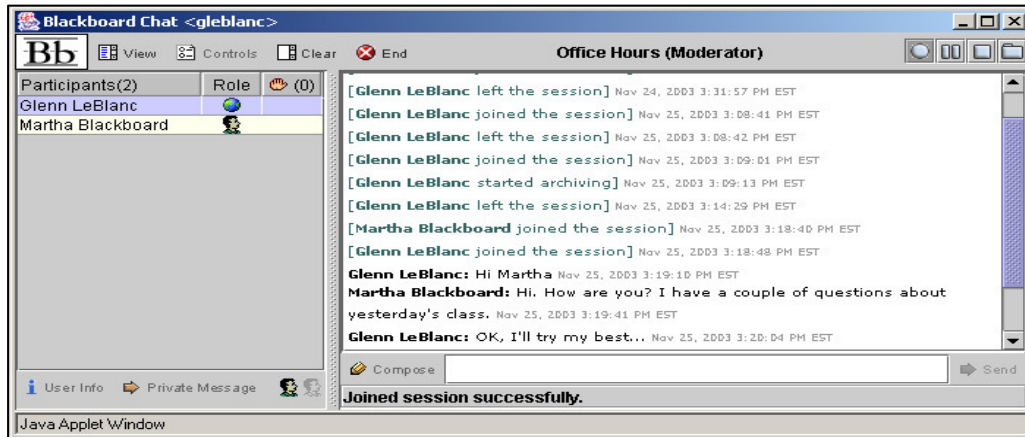 Blackboard Chat <gleblanc>
Bb View Controls Clear End Office Hours (Moderator)
Participants(2) Role (0)
Glenn LeBlanc
Martha Blackboard
[Glenn LeBlanc left the session] Nov 24, 2003 3:31:57 PM EST
[Glenn LeBlanc joined the session] Nov 25, 2003 3:08:41 PM EST
[Glenn LeBlanc left the session] Nov 25, 2003 3:08:42 PM EST
[Glenn LeBlanc joined the session] Nov 25, 2003 3:09:01 PM EST
[Glenn LeBlanc started archiving] Nov 25, 2003 3:09:13 PM EST
[Glenn LeBlanc left the session] Nov 25, 2003 3:14:29 PM EST
[Martha Blackboard joined the session] Nov 25, 2003 3:18:40 PM EST
[Glenn LeBlanc joined the session] Nov 25, 2003 3:18:48 PM EST
Glenn LeBlanc: Hi Martha Nov 25, 2003 3:19:10 PM EST
Martha Blackboard: Hi. How are you? I have a couple of questions about
yesterday's class. Nov 25, 2003 3:19:41 PM EST
Glenn LeBlanc: OK, I'll try my best... Nov 25, 2003 3:20:04 PM EST
Compose Send
User Info Private Message
Joined session successfully.
Java Applet Window